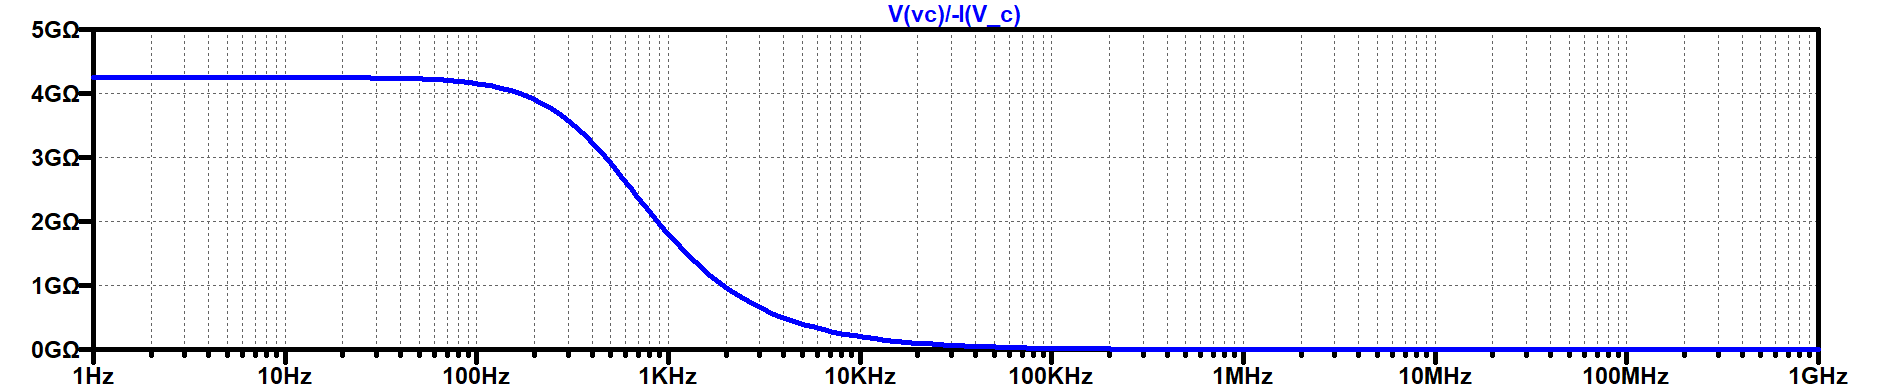 V(vc)/-I(V_c)
5GΩ
4GΩ
3GΩ
2GΩ
1GΩ
0GΩ
1Hz 10Hz 100Hz 1KHz 10KHz 100KHz 1MHz 10MHz 100MHz 1GHz